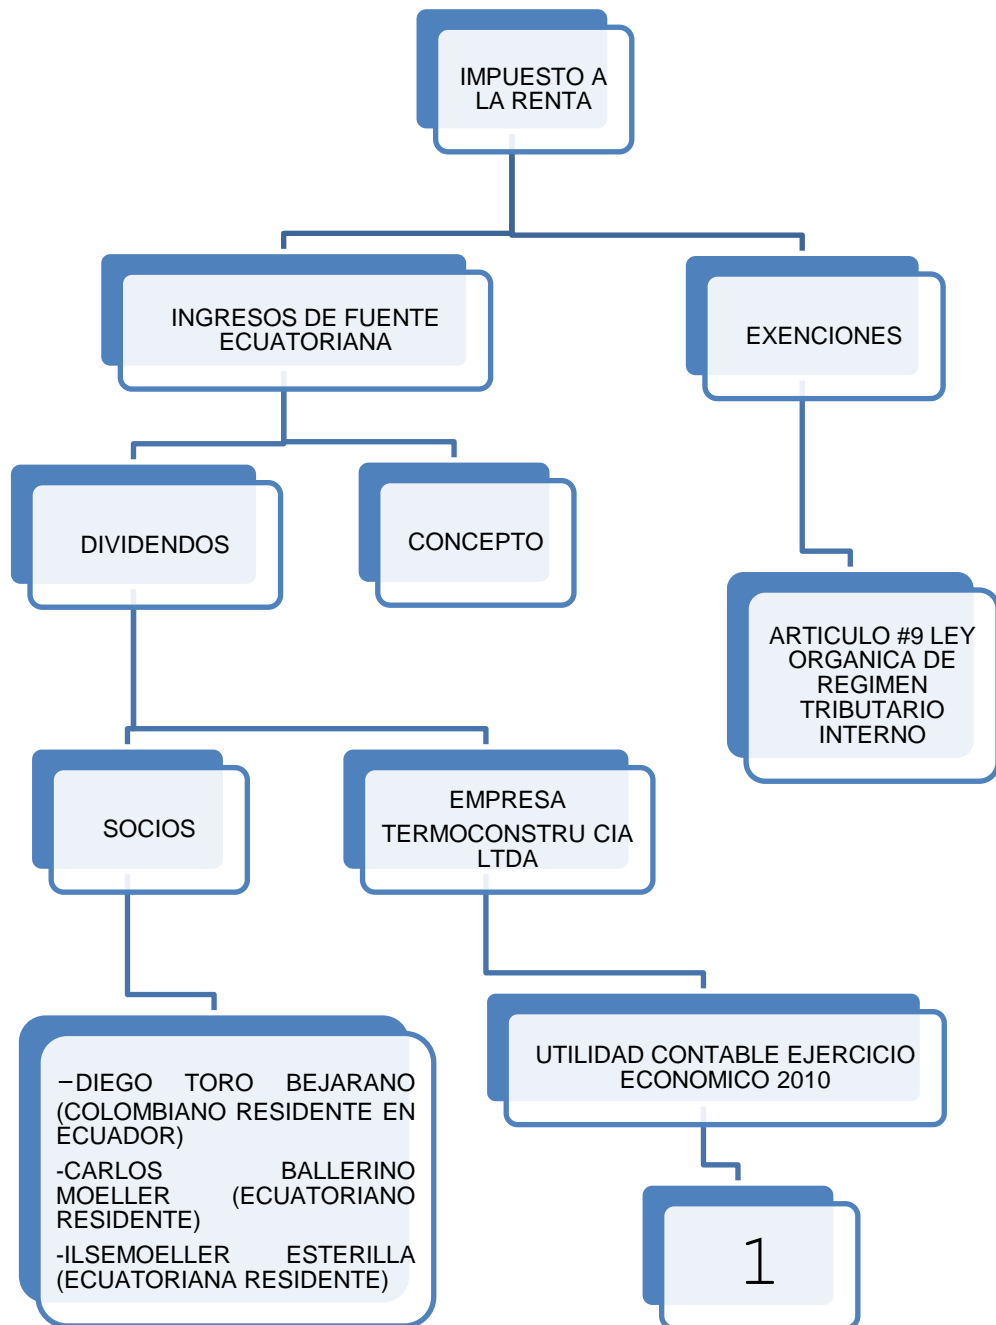 IMPUESTO A
LA RENTA
INGRESOS DE FUENTE
ECUATORIANA
EXENCIONES
DIVIDENDOS
CONCEPTO
ARTICULO #9 LEY
ORGANICA DE
REGIMEN
TRIBUTARIO
INTERNO
SOCIOS
EMPRESA
TERMOCONSTRU CIA
LTDA
–DIEGO TORO BEJARANO
(COLOMBIANO RESIDENTE EN
ECUADOR)
-CARLOS BALLERINO
MOELLER (ECUATORIANO
RESIDENTE)
-ILSEMOELLER ESTERILLA
(ECUATORIANA RESIDENTE)
UTILIDAD CONTABLE EJERCICIO
ECONOMICO 2010
1